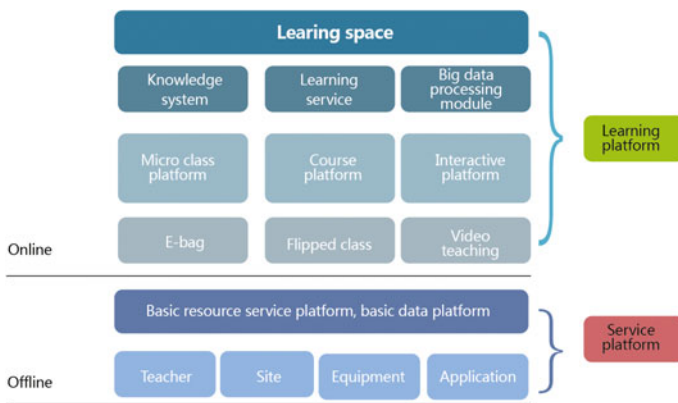 Learing space
Knowledge
system
Learning
service
Big data
processing
module
Learning
platform
Micro class
platform
Course
platform
Interactive
platform
E-bag
Flipped class
Video
teaching
Online
Basic resource service platform, basic data platform
Service
platform
Teacher
Site
Equipment
Application
Offline